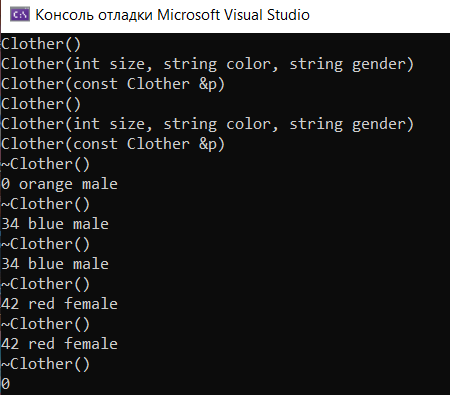 C:\ Консоль отладки Microsoft Visual Studio
Clother()
Clother(int size, string color, string gender)
Clother(const Clother &p)
Clother()
Clother(int size, string color, string gender)
Clother(const Clother &p)
~Clother()
0 orange male
~Clother()
34 blue male
~Clother()
34 blue male
~Clother()
42 red female
~Clother()
42 red female
~Clother()
0